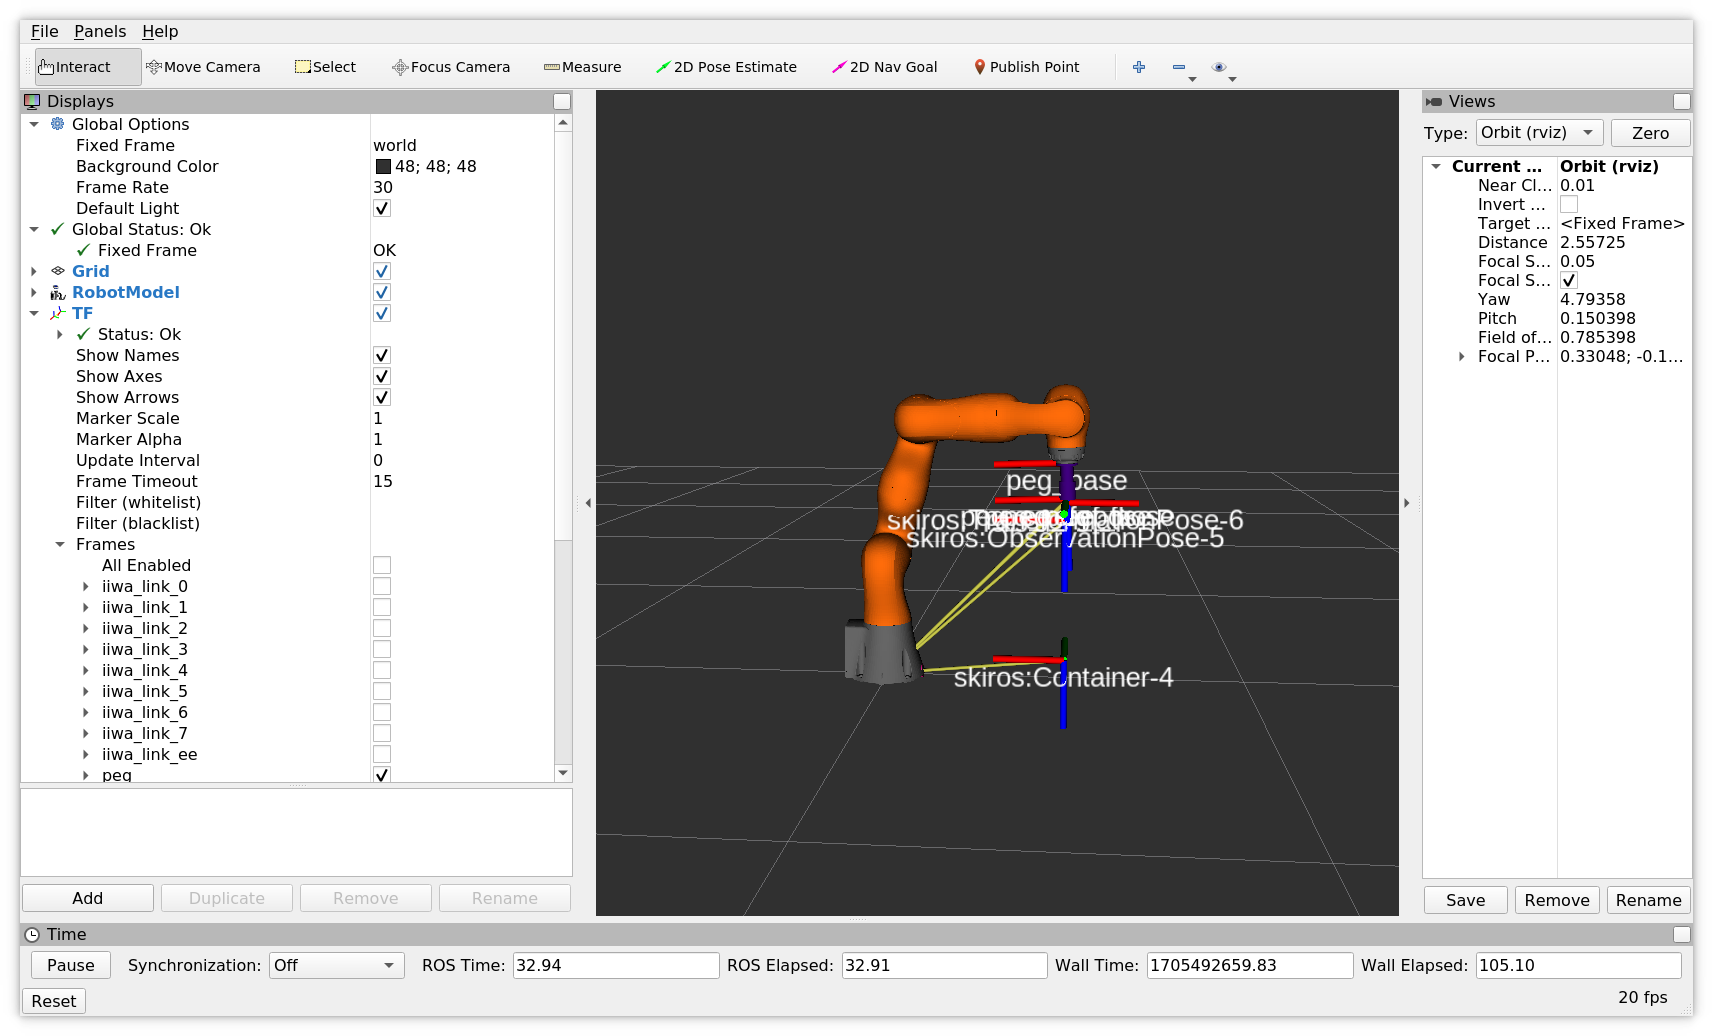 File Panels Help
Interact Move Camera Select Focus Camera Measure 2D Pose Estimate 2D Nav Goal Publish Point
Displays
Global Options
Fixed Frame world
Background Color 48; 48; 48
Frame Rate 30
Default Light
Global Status: Ok
Fixed Frame OK
Grid
RobotModel
TF
Status: Ok
Show Names
Show Axes
Show Arrows
Marker Scale 1
Marker Alpha 1
Update Interval 0
Frame Timeout 15
Filter (whitelist)
Filter (blacklist)
Frames
All Enabled
iiwa_link_0
iiwa_link_1
iiwa_link_2
iiwa_link_3
iiwa_link_4
iiwa_link_5
iiwa_link_6
iiwa_link_7
iiwa_link_ee
peg
Add Duplicate Remove Rename
peg_base
Pose-6
skiros:ObservationPose-5
skiros:Container-4
Views
Type: Orbit (rviz) Zero
Current ... Orbit (rviz)
Near Cl... 0.01
Invert ...
Target ... <Fixed Frame>
Distance 2.55725
Focal S... 0.05
Focal S...
Yaw 4.79358
Pitch 0.150398
Field of... 0.785398
Focal P... 0.33048; -0.1...
Save Remove Rename
Time
Pause Synchronization: Off ROS Time: 32.94 ROS Elapsed: 32.91 Wall Time: 1705492659.83 Wall Elapsed: 105.10
Reset 20 fps